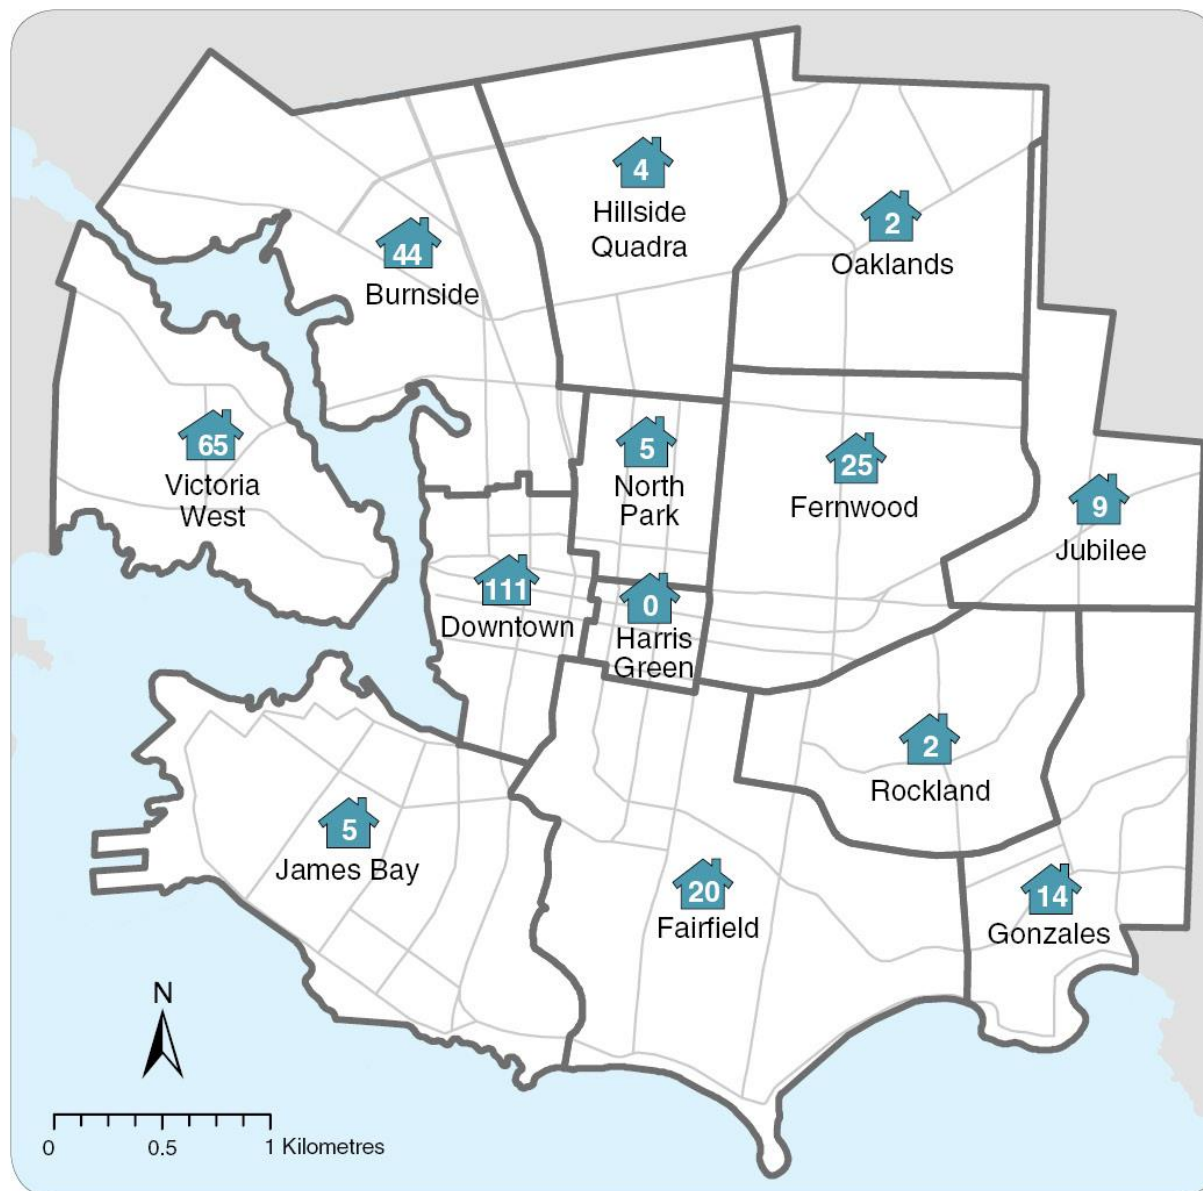 4
Hillside
Quadra
2
Oaklands
44
Burnside
65
Victoria
West
5
North
Park
25
Fernwood
9
Jubilee
111
Downtown
0
Harris
Green
2
Rockland
5
James Bay
20
Fairfield
14
Gonzales
N
0 0.5 1 Kilometres